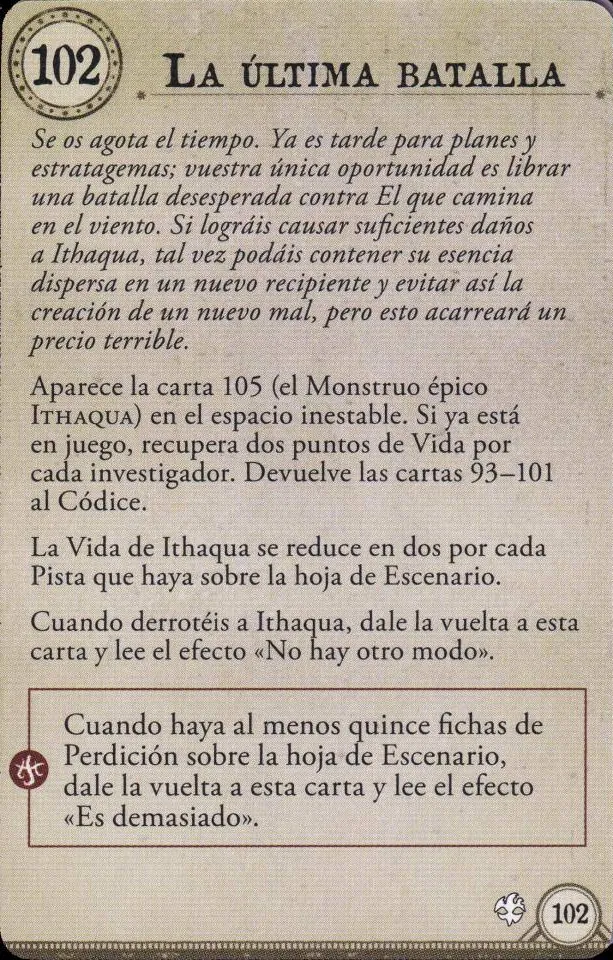 102
La última batalla
Se os agota el tiempo. Ya es tarde para planes y
estratagemas; vuestra única oportunidad es librar
una batalla desesperada contra El que camina
en el viento. Si lográis causar suficientes daños
a Ithaqua, tal vez podáis contener su esencia
dispersa en un nuevo recipiente y evitar así la
creación de un nuevo mal, pero esto acarreará un
precio terrible.
Aparece la carta 105 (el Monstruo épico
Ithaqua) en el espacio inestable. Si ya está
en juego, recupera dos puntos de Vida por
cada investigador. Devuelve las cartas 93–101
al Códice.
La Vida de Ithaqua se reduce en dos por cada
Pista que haya sobre la hoja de Escenario.
Cuando derrotéis a Ithaqua, dale la vuelta a esta
carta y lee el efecto «No hay otro modo».
Cuando haya al menos quince fichas de
Perdición sobre la hoja de Escenario,
dale la vuelta a esta carta y lee el efecto
«Es demasiado».
102